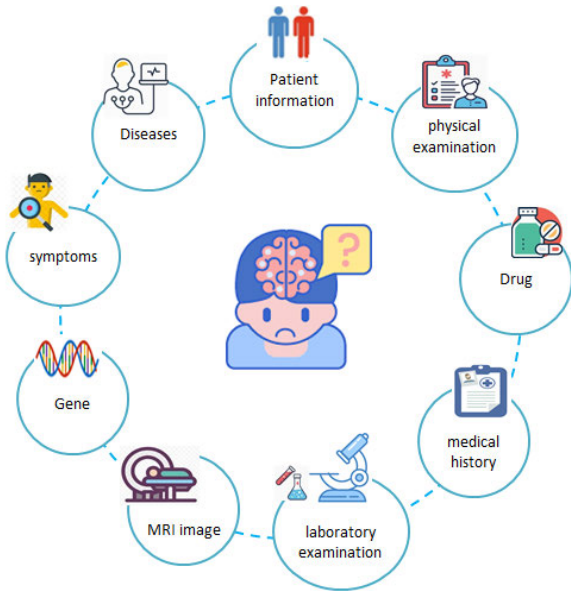 Patient
information
physical
examination
Drug
medical
history
laboratory
examination
MRI image
Gene
symptoms
Diseases
?